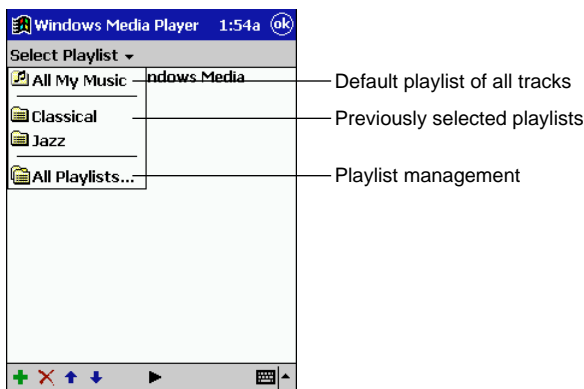 Windows Media Player 1:54a ok
Select Playlist
All My Music ndows Media
Default playlist of all tracks
Classical
Previously selected playlists
Jazz
All Playlists...
Playlist management